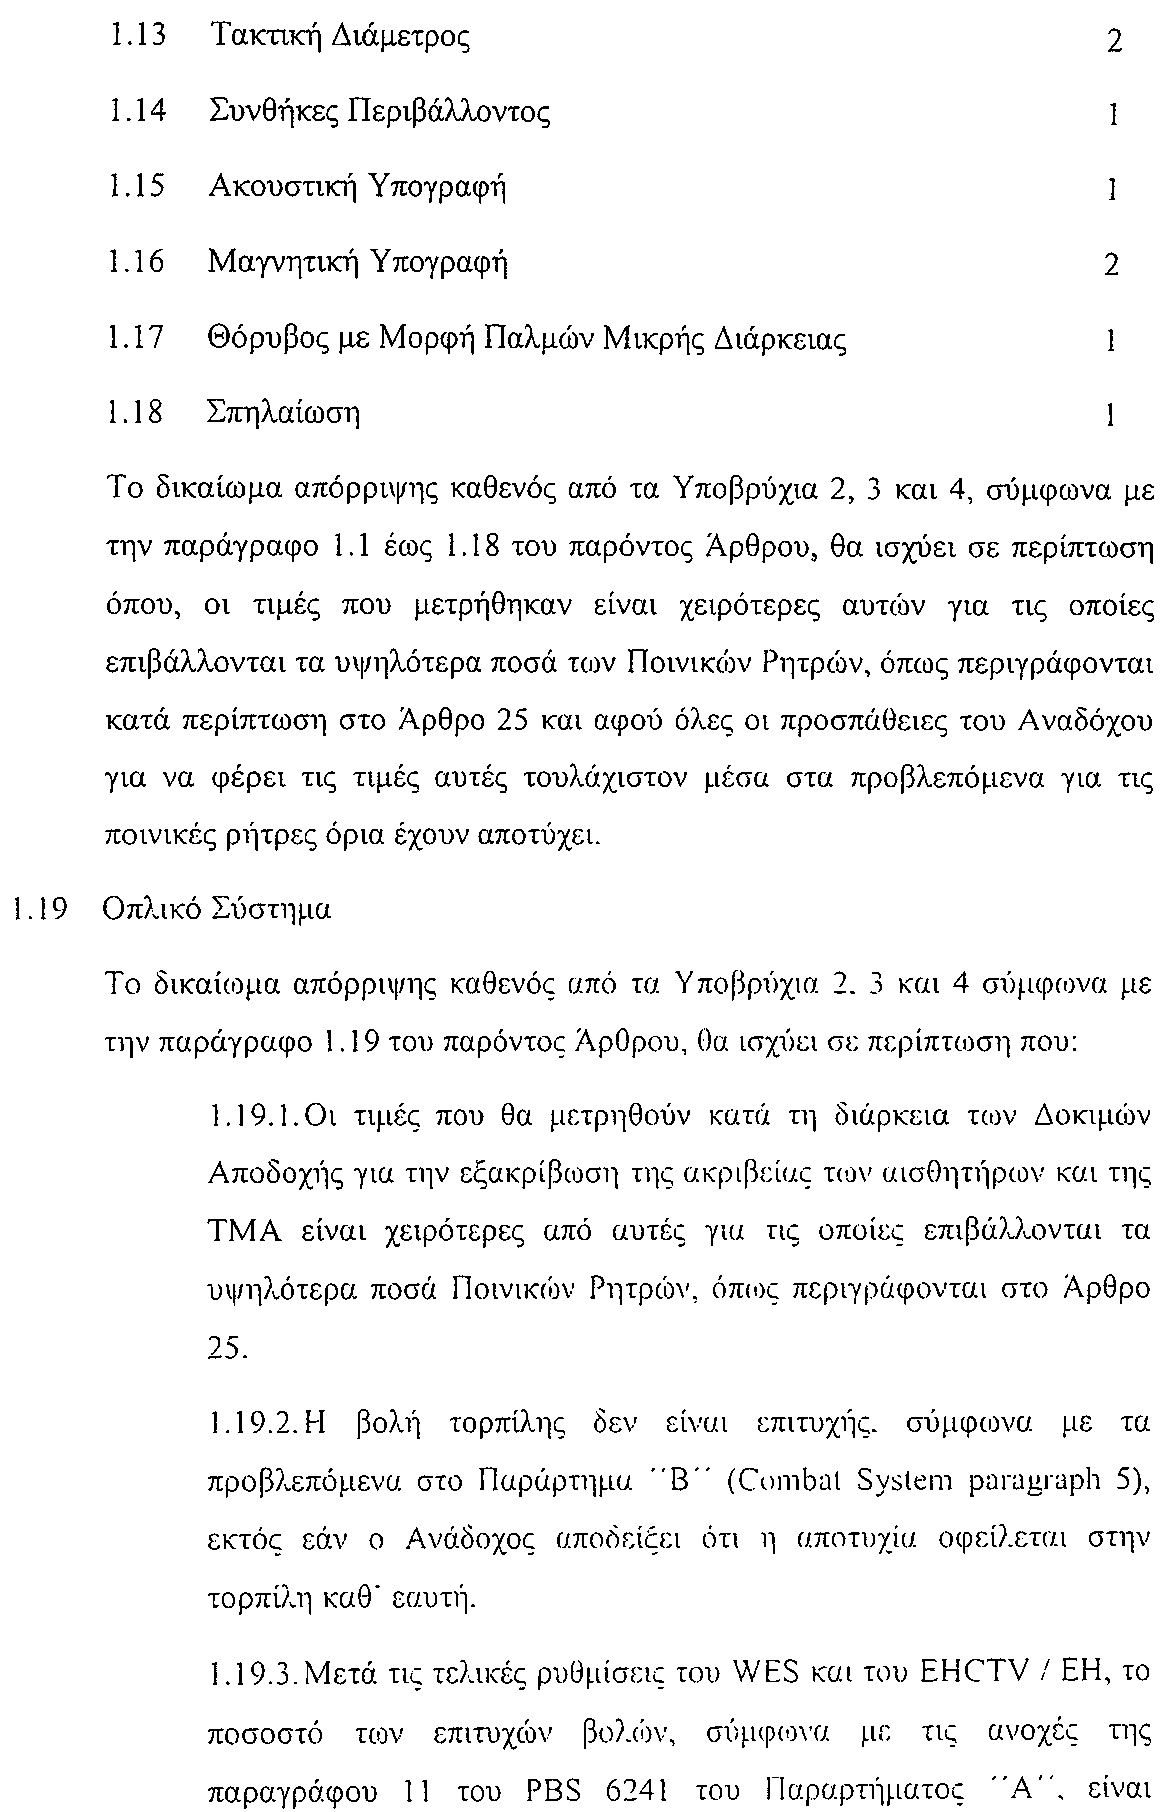 1.13 Τακτική Διάμετρος 2
1.14 Συνθήκες Περιβάλλοντος 1
1.15 Ακουστική Υπογραφή 1
1.16 Μαγνητική Υπογραφή 2
1.17 Θόρυβος με Μορφή Παλμών Μικρής Διάρκειας 1
1.18 Σπηλαίωση 1
Το δικαίωμα απόρριψης καθενός από τα Υποβρύχια 2, 3 και 4, σύμφωνα με
την παράγραφο 1.1 έως 1.18 του παρόντος Άρθρου, θα ισχύει σε περίπτωση
όπου, οι τιμές που μετρήθηκαν είναι χειρότερες αυτών για τις οποίες
επιβάλλονται τα υψηλότερα ποσά των Ποινικών Ρητρών, όπως περιγράφονται
κατά περίπτωση στο Άρθρο 25 και αφού όλες οι προσπάθειες του Αναδόχου
για να φέρει τις τιμές αυτές τουλάχιστον μέσα στα προβλεπόμενα για τις
ποινικές ρήτρες όρια έχουν αποτύχει.
1.19 Οπλικό Σύστημα
Το δικαίωμα απόρριψης καθενός από τα Υποβρύχια 2. 3 και 4 σύμφωνα με
την παράγραφο 1.19 του παρόντος Άρθρου, θα ισχύει σε περίπτωση που:
1.19.1.Οι τιμές που θα μετρηθούν κατά τη διάρκεια των Δοκιμών
Αποδοχής για την εξακρίβωση της ακριβείας των αισθητήρων και της
ΤΜΑ είναι χειρότερες από αυτές για τις οποίες επιβάλλονται τα
υψηλότερα ποσά Ποινικών Ρητρών, όπως περιγράφονται στο Άρθρο
25.
1.19.2.Η βολή τορπίλης δεν είναι επιτυχής. σύμφωνα με τα
προβλεπόμενα στο Παράρτημα ΄΄Β΄΄ (Combat System paragraph 5),
εκτός εάν ο Ανάδοχος αποδείξει ότι η αποτυχία οφείλεται στην
τορπίλη καθ΄ εαυτή.
1.19.3.Μετά τις τελικές ρυθμίσεις του WES και του EHCTV / EH, το
ποσοστό των επιτυχών βολών, σύμφωνα με τις ανοχές της
παραγράφου 11 του PBS 6241 του Παραρτήματος ΄΄Α΄΄, είναι